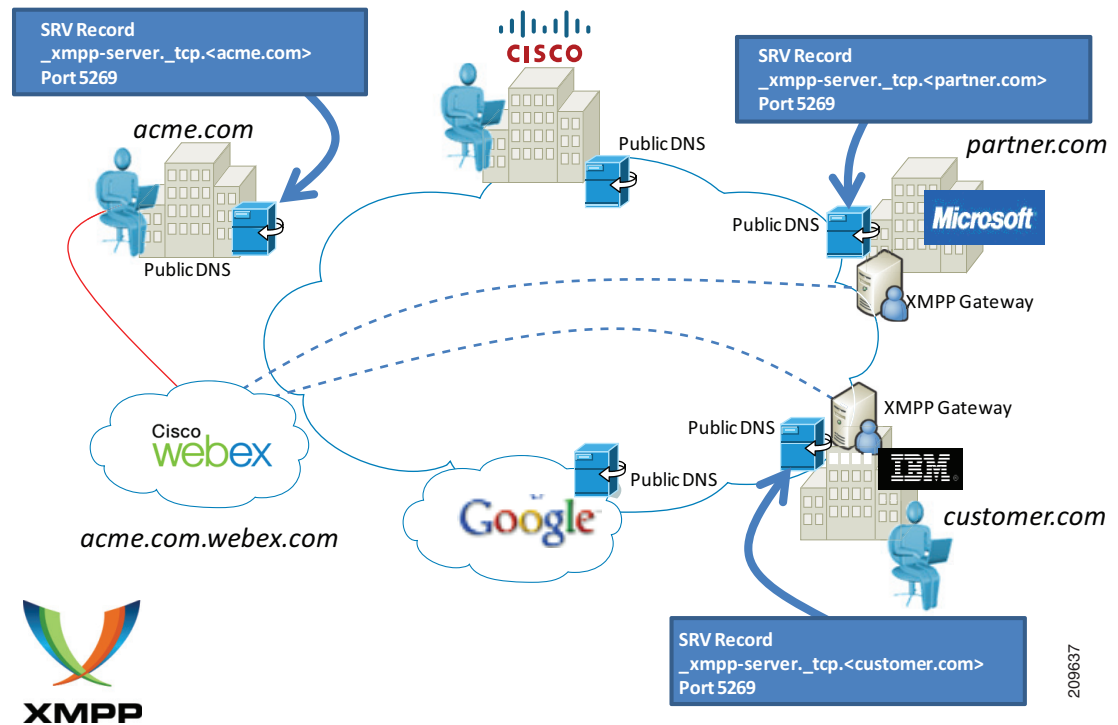 SRV Record
_xmpp-server._tcp.<acme.com>
Port 5269
CISCO
SRV Record
_xmpp-server._tcp.<partner.com>
Port 5269
acme.com
Public DNS
partner.com
Public DNS
Microsoft
Public DNS
XMPP Gateway
Cisco
webex
acme.com.webex.com
Public DNS
Google
XMPP Gateway
Public DNS
IBM
customer.com
SRV Record
_xmpp-server._tcp.<customer.com>
Port 5269
209637
XMPP